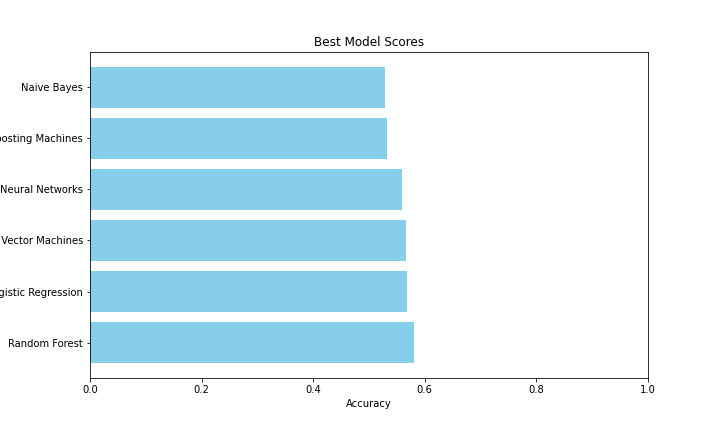 Best Model Scores
Naive Bayes
osting Machines
Neural Networks
Vector Machines
gistic Regression
Random Forest
0.0 0.2 0.4 0.6 0.8 1.0
Accuracy